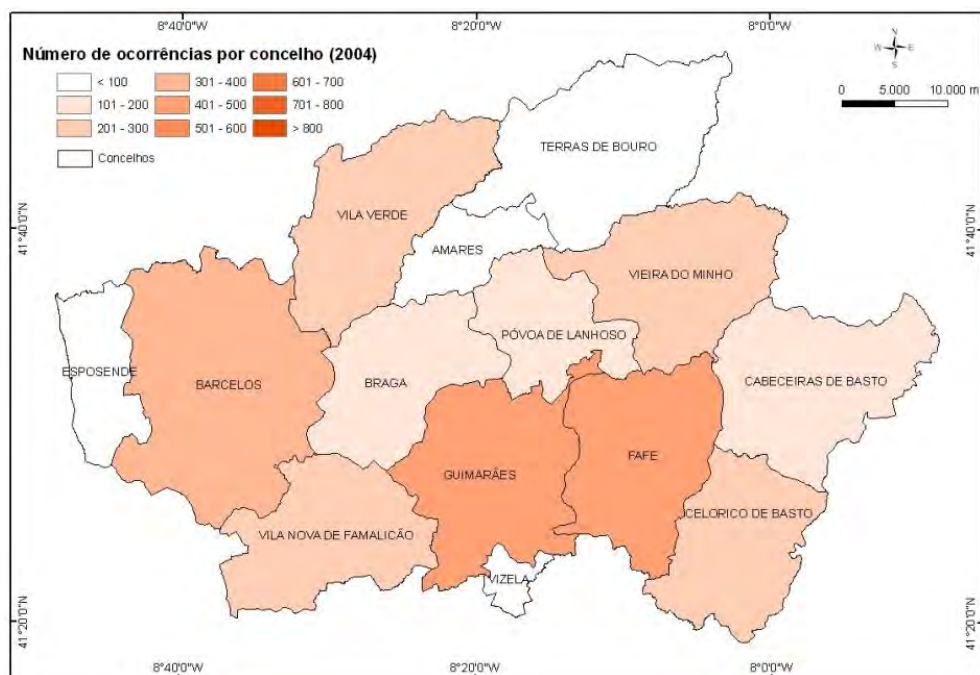 8°40'0"W 8°20'0"W 8°0'0"W
Número de ocorrências por concelho (2004)
< 100 301 - 400 601 - 700
101 - 200 401 - 500 701 - 800
201 - 300 501 - 600 > 800
Concelhos
N
W E
S
0 5.000 10.000 m
TERRAS DE BOURO
VILA VERDE
41°40'0"N
41°40'0"N
AMARES
VIEIRA DO MINHO
PÓVOA DE LANHOSO
ESPOSENDE
BARCELOS
BRAGA
CABECEIRAS DE BASTO
GUIMARÃES
FAFE
CELORICO DE BASTO
VILA NOVA DE FAMALICÃO
VIZELA
41°20'0"N
41°20'0"N
8°40'0"W 8°20'0"W 8°0'0"W